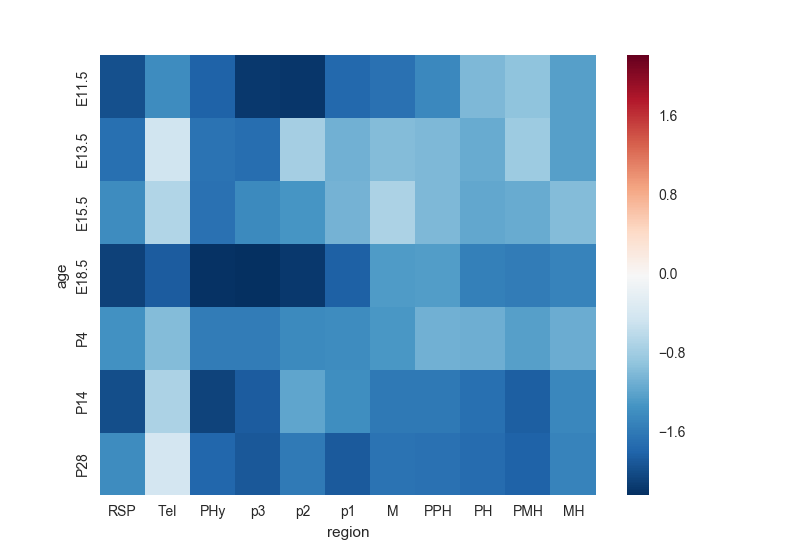 E11.5
E13.5
E15.5
E18.5
P4
P14
P28
age
RSP Tel PHy p3 p2 p1 M PPH PH PMH MH
region
1.6
0.8
0.0
−0.8
−1.6